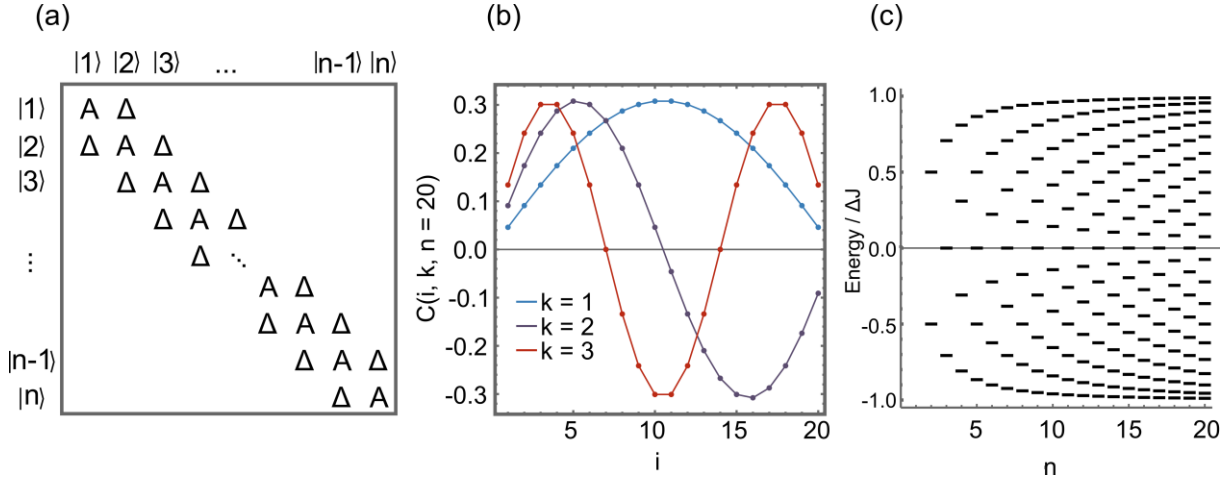 (a)
|1⟩ |2⟩ |3⟩ ... |n-1⟩ |n⟩
|1⟩ A Δ
|2⟩ Δ A Δ
|3⟩ Δ A Δ
Δ A Δ
⋮ Δ ⋱
A Δ
Δ A Δ
|n-1⟩ Δ A Δ
|n⟩ Δ A
(b)
C(i, k, n = 20)
0.3
0.2
0.1
0.0
-0.1
-0.2
-0.3
k = 1
k = 2
k = 3
5 10 15 20
i
(c)
Energy / ΔJ
1.0
0.5
0.0
-0.5
-1.0
5 10 15 20
n